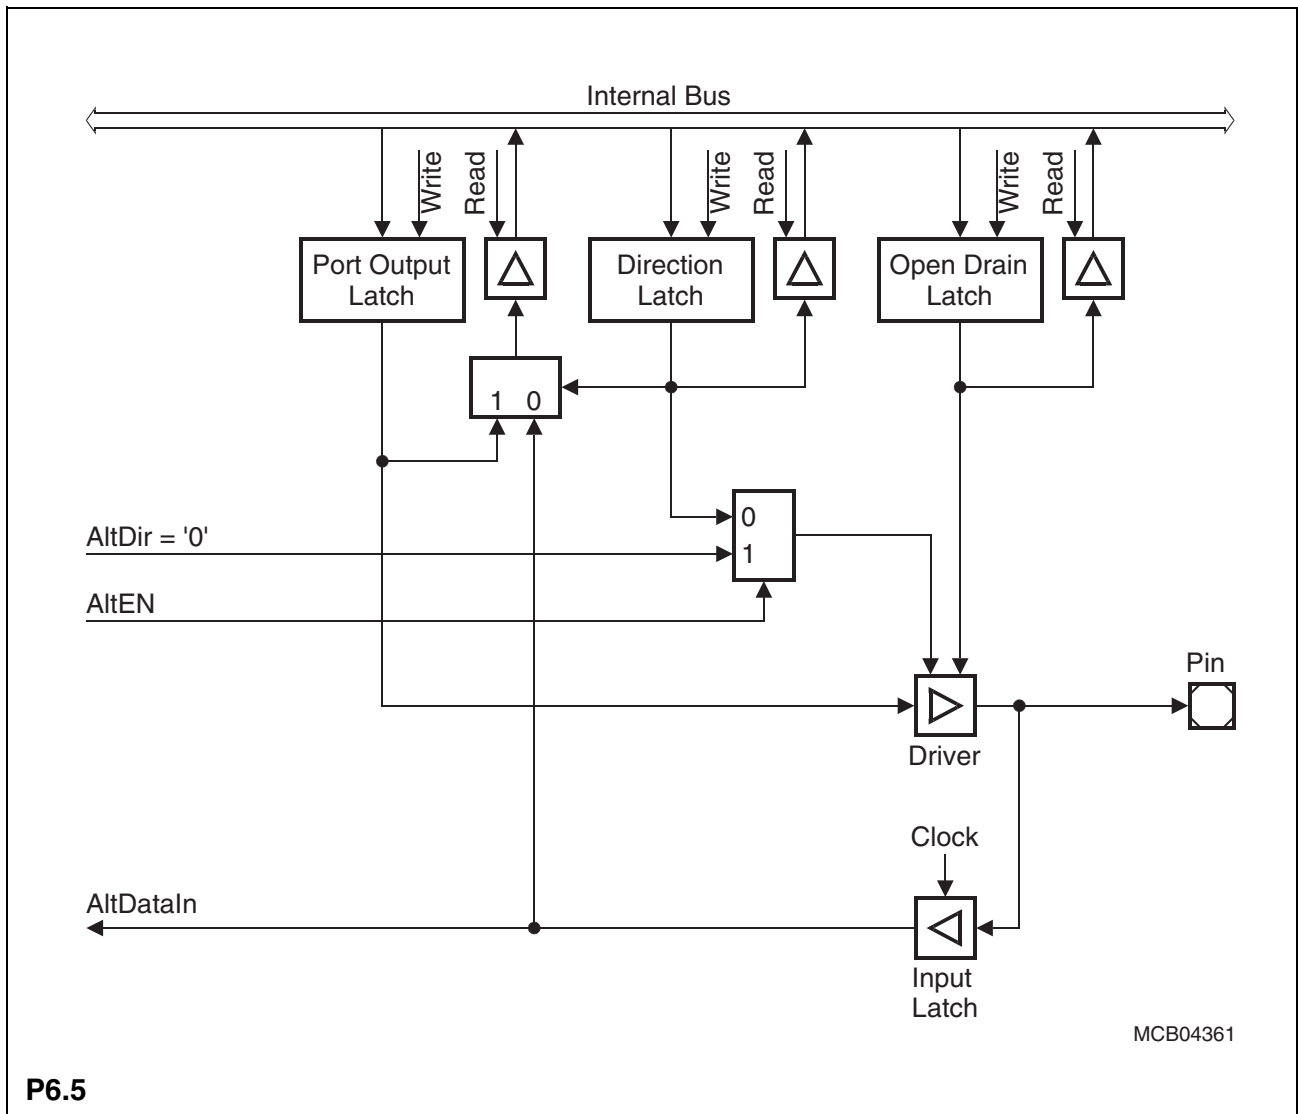 Internal Bus
Write
Read
Write
Read
Write
Read
Port Output
Latch
Direction
Latch
Open Drain
Latch
1 0
AltDir = '0'
0
1
AltEN
Pin
Driver
Clock
AltDataIn
Input
Latch
MCB04361
P6.5